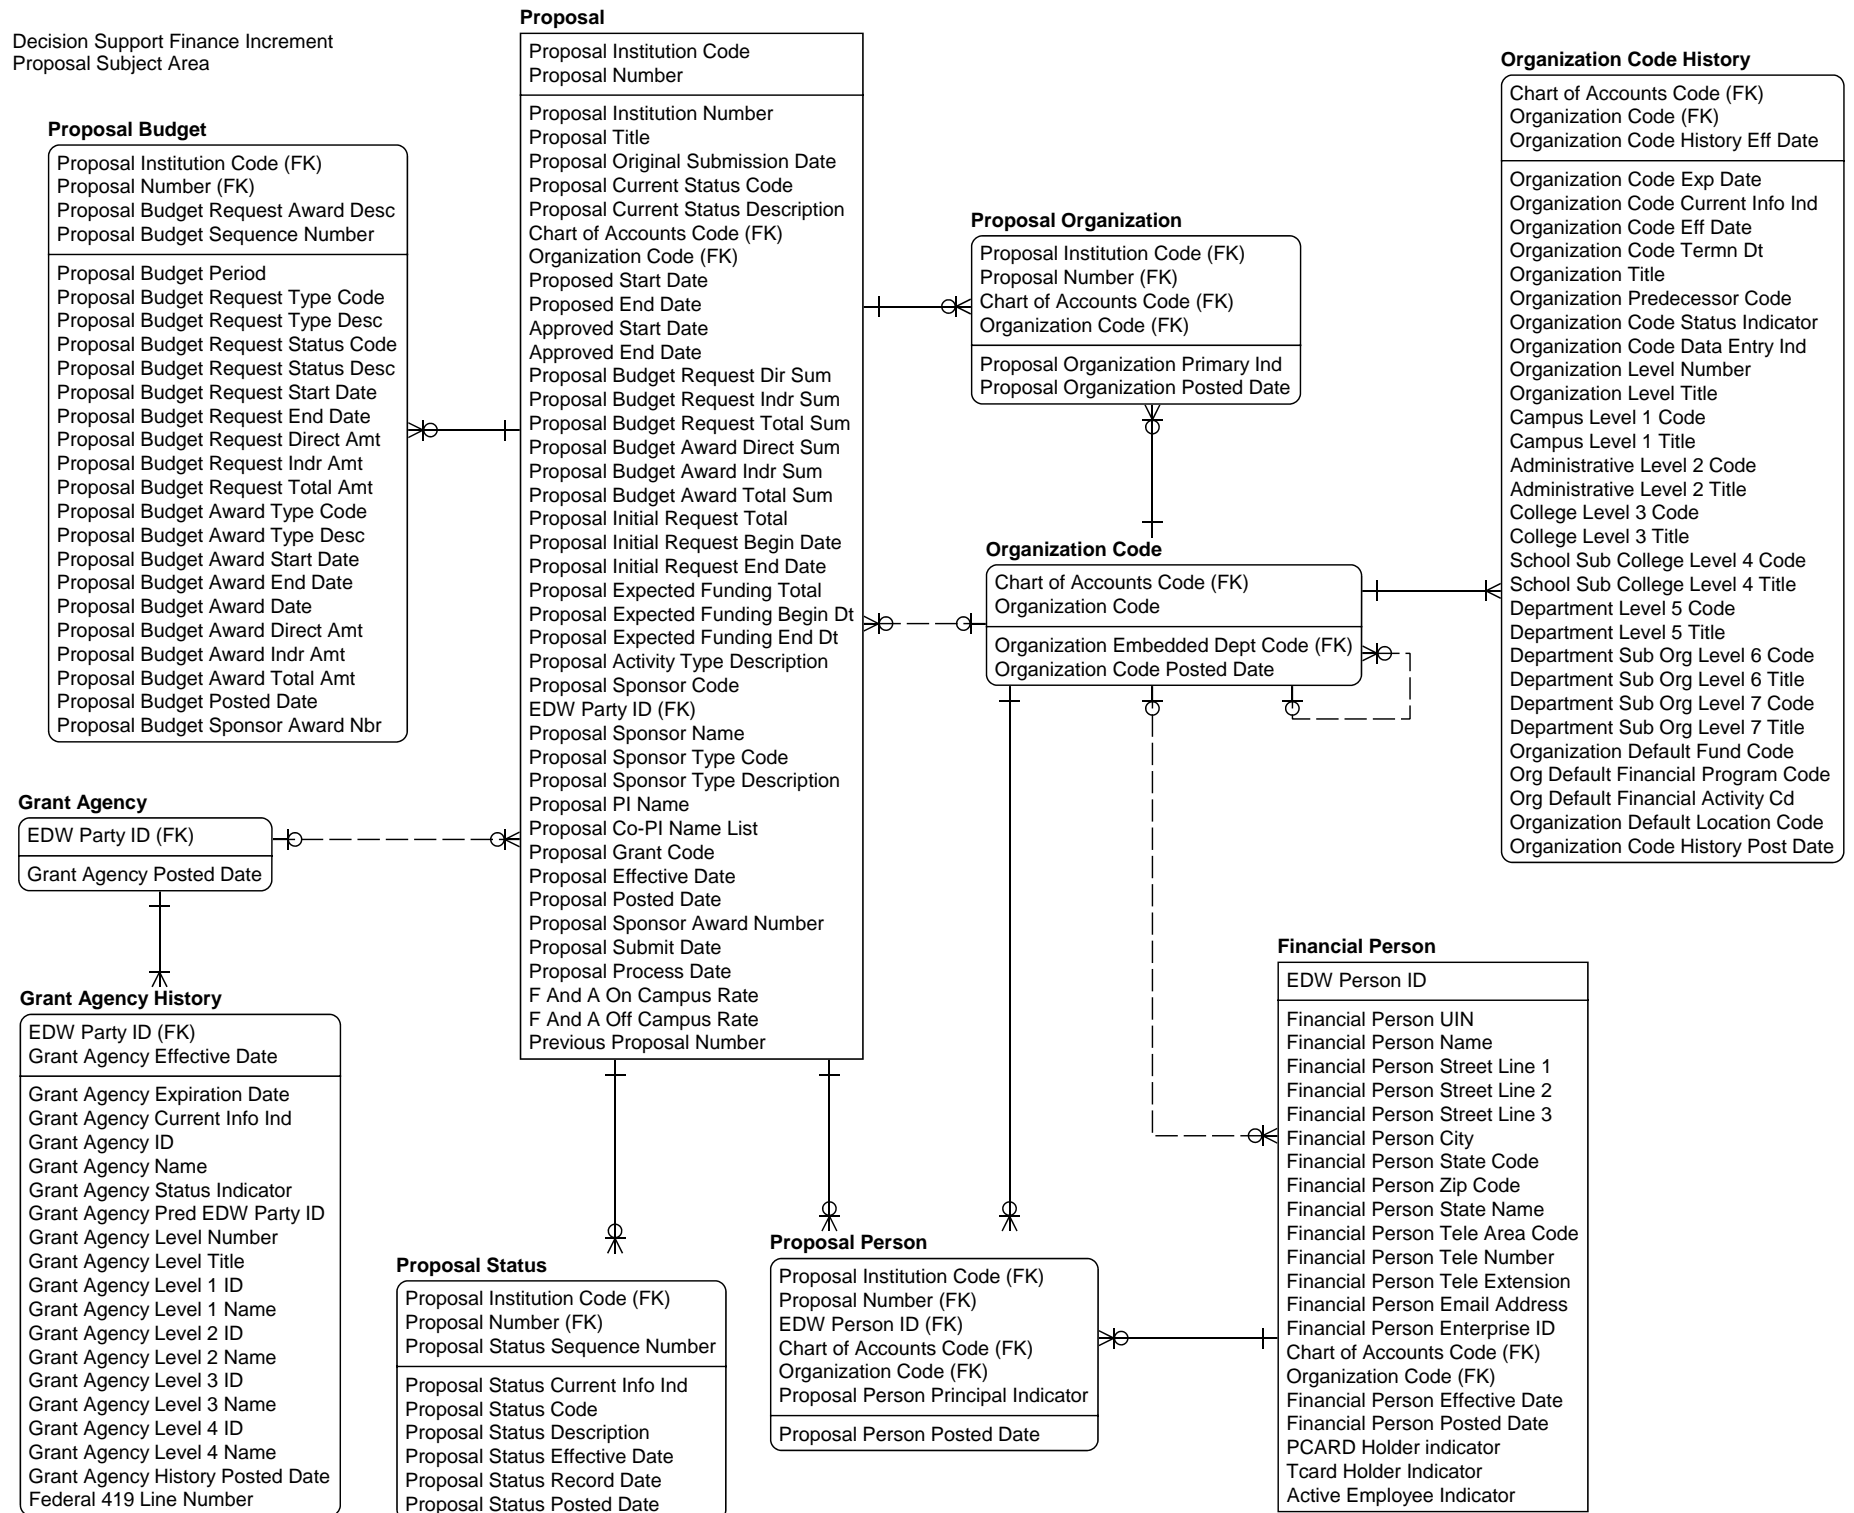 Decision Support Finance Increment
Proposal Subject Area
Proposal Budget
Proposal Institution Code (FK)
Proposal Number (FK)
Proposal Budget Request Award Desc
Proposal Budget Sequence Number
Proposal Budget Period
Proposal Budget Request Type Code
Proposal Budget Request Type Desc
Proposal Budget Request Status Code
Proposal Budget Request Status Desc
Proposal Budget Request Start Date
Proposal Budget Request End Date
Proposal Budget Request Direct Amt
Proposal Budget Request Indr Amt
Proposal Budget Request Total Amt
Proposal Budget Award Type Code
Proposal Budget Award Type Desc
Proposal Budget Award Start Date
Proposal Budget Award End Date
Proposal Budget Award Date
Proposal Budget Award Direct Amt
Proposal Budget Award Indr Amt
Proposal Budget Award Total Amt
Proposal Budget Posted Date
Proposal Budget Sponsor Award Nbr
Grant Agency
EDW Party ID (FK)
Grant Agency Posted Date
Grant Agency History
EDW Party ID (FK)
Grant Agency Effective Date
Grant Agency Expiration Date
Grant Agency Current Info Ind
Grant Agency ID
Grant Agency Name
Grant Agency Status Indicator
Grant Agency Pred EDW Party ID
Grant Agency Level Number
Grant Agency Level Title
Grant Agency Level 1 ID
Grant Agency Level 1 Name
Grant Agency Level 2 ID
Grant Agency Level 2 Name
Grant Agency Level 3 ID
Grant Agency Level 3 Name
Grant Agency Level 4 ID
Grant Agency Level 4 Name
Grant Agency History Posted Date
Federal 419 Line Number
Proposal
Proposal Institution Code
Proposal Number
Proposal Institution Number
Proposal Title
Proposal Original Submission Date
Proposal Current Status Code
Proposal Current Status Description
Chart of Accounts Code (FK)
Organization Code (FK)
Proposed Start Date
Proposed End Date
Approved Start Date
Approved End Date
Proposal Budget Request Dir Sum
Proposal Budget Request Indr Sum
Proposal Budget Request Total Sum
Proposal Budget Award Direct Sum
Proposal Budget Award Indr Sum
Proposal Budget Award Total Sum
Proposal Initial Request Total
Proposal Initial Request Begin Date
Proposal Initial Request End Date
Proposal Expected Funding Total
Proposal Expected Funding Begin Dt
Proposal Expected Funding End Dt
Proposal Activity Type Description
Proposal Sponsor Code
EDW Party ID (FK)
Proposal Sponsor Name
Proposal Sponsor Type Code
Proposal Sponsor Type Description
Proposal PI Name
Proposal Co-PI Name List
Proposal Grant Code
Proposal Effective Date
Proposal Posted Date
Proposal Sponsor Award Number
Proposal Submit Date
Proposal Process Date
F And A On Campus Rate
F And A Off Campus Rate
Previous Proposal Number
Proposal Status
Proposal Institution Code (FK)
Proposal Number (FK)
Proposal Status Sequence Number
Proposal Status Current Info Ind
Proposal Status Code
Proposal Status Description
Proposal Status Effective Date
Proposal Status Record Date
Proposal Status Posted Date
Proposal Organization
Proposal Institution Code (FK)
Proposal Number (FK)
Chart of Accounts Code (FK)
Organization Code (FK)
Proposal Organization Primary Ind
Proposal Organization Posted Date
Organization Code
Chart of Accounts Code (FK)
Organization Code
Organization Embedded Dept Code (FK)
Organization Code Posted Date
Proposal Person
Proposal Institution Code (FK)
Proposal Number (FK)
EDW Person ID (FK)
Chart of Accounts Code (FK)
Organization Code (FK)
Proposal Person Principal Indicator
Proposal Person Posted Date
Organization Code History
Chart of Accounts Code (FK)
Organization Code (FK)
Organization Code History Eff Date
Organization Code Exp Date
Organization Code Current Info Ind
Organization Code Eff Date
Organization Code Termn Dt
Organization Title
Organization Predecessor Code
Organization Code Status Indicator
Organization Code Data Entry Ind
Organization Level Number
Organization Level Title
Campus Level 1 Code
Campus Level 1 Title
Administrative Level 2 Code
Administrative Level 2 Title
College Level 3 Code
College Level 3 Title
School Sub College Level 4 Code
School Sub College Level 4 Title
Department Level 5 Code
Department Level 5 Title
Department Sub Org Level 6 Code
Department Sub Org Level 6 Title
Department Sub Org Level 7 Code
Department Sub Org Level 7 Title
Organization Default Fund Code
Org Default Financial Program Code
Org Default Financial Activity Cd
Organization Default Location Code
Organization Code History Post Date
Financial Person
EDW Person ID
Financial Person UIN
Financial Person Name
Financial Person Street Line 1
Financial Person Street Line 2
Financial Person Street Line 3
Financial Person City
Financial Person State Code
Financial Person Zip Code
Financial Person State Name
Financial Person Tele Area Code
Financial Person Tele Number
Financial Person Tele Extension
Financial Person Email Address
Financial Person Enterprise ID
Chart of Accounts Code (FK)
Organization Code (FK)
Financial Person Effective Date
Financial Person Posted Date
PCARD Holder indicator
Tcard Holder Indicator
Active Employee Indicator